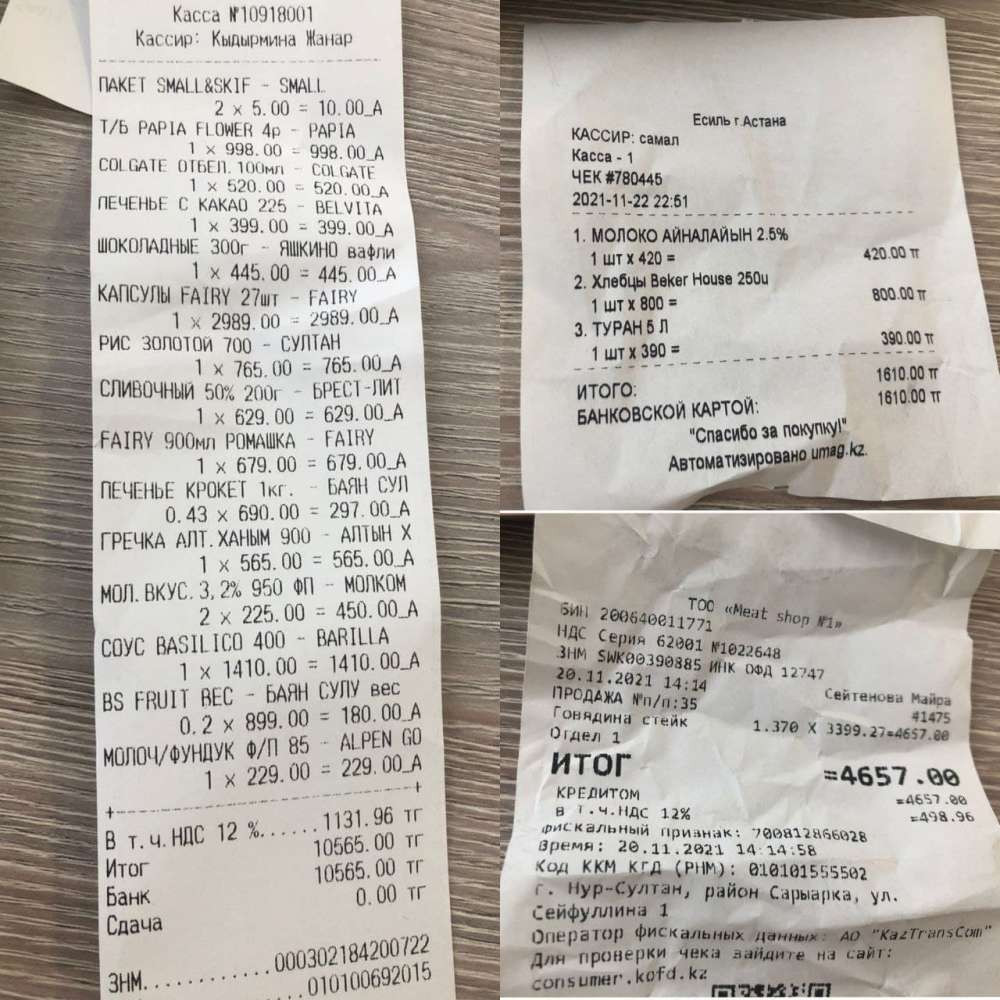 Касса №10918001
Кассир: Кыдырмина Жанар
ПАКЕТ SMALL&SKIF - SMALL
2 x 5.00 = 10.00_А
Т/Б PAPIA FLOWER 4р - PAPIA
1 x 998.00 = 998.00_А
COLGATE ОТБЕЛ.100мл - COLGATE
1 x 520.00 = 520.00_А
ПЕЧЕНЬЕ С КАКАО 225 - BELVITA
1 x 399.00 = 399.00_А
ШОКОЛАДНЫЕ 300г - ЯШКИНО вафли
1 x 445.00 = 445.00_А
КАПСУЛЫ FAIRY 27шт - FAIRY
1 x 2989.00 = 2989.00_А
РИС ЗОЛОТОЙ 700 - СУЛТАН
1 x 765.00 = 765.00_А
СЛИВОЧНЫЙ 50% 200г - БРЕСТ-ЛИТ
1 x 629.00 = 629.00_А
FAIRY 900мл РОМАШКА - FAIRY
1 x 679.00 = 679.00_А
ПЕЧЕНЬЕ КРОКЕТ 1кг. - БАЯН СУЛ
0.43 x 690.00 = 297.00_А
ГРЕЧКА АЛТ.ХАНЫМ 900 - АЛТЫН Х
1 x 565.00 = 565.00_А
МОЛ.ВКУС.3,2% 950 ФП - МОЛКОМ
2 x 225.00 = 450.00_А
СОУС BASILICO 400 - BARILLA
1 x 1410.00 = 1410.00_А
BS FRUIT ВЕС - БАЯН СУЛУ вес
0.2 x 899.00 = 180.00_А
МОЛОЧ/ФУНДУК Ф/П 85 - ALPEN GO
1 x 229.00 = 229.00_А
В т.ч.НДС 12 %......1131.96 тг
Итог 10565.00 тг
Банк 10565.00 тг
Сдача 0.00 тг
ЗНМ..........000302184200722
..........010100692015
Есиль г.Астана
КАССИР: самал
Касса - 1
ЧЕК #780445
2021-11-22 22:51
1. МОЛОКО АЙНАЛАЙЫН 2.5%
1 шт x 420 = 420.00 тг
2. Хлебцы Beker House 250u
1 шт x 800 = 800.00 тг
3. ТУРАН 5 Л
1 шт x 390 = 390.00 тг
ИТОГО: 1610.00 тг
БАНКОВСКОЙ КАРТОЙ: 1610.00 тг
"Спасибо за покупку!"
Автоматизировано umag.kz.
ТОО «Meat shop №1»
БИН 200640011771
НДС Серия 62001 №1022648
ЗНМ SWK00390885 ИНК ОФД 12747
20.11.2021 14:14
Сейтенова Майра
ПРОДАЖА №п/п:35 #1475
Говядина стейк 1.370 X 3399.27=4657.00
Отдел 1
ИТОГ =4657.00
КРЕДИТОМ =4657.00
в т.ч.НДС 12% =498.96
Фискальный признак: 700812866028
Время: 20.11.2021 14:14:58
Код ККМ КГД (РНМ): 010101555502
г. Нур-Султан, район Сарыарка, ул.
Сейфуллина 1
Оператор фискальных данных: АО "KazTransCom"
Для проверки чека зайдите на сайт:
consumer.kofd.kz